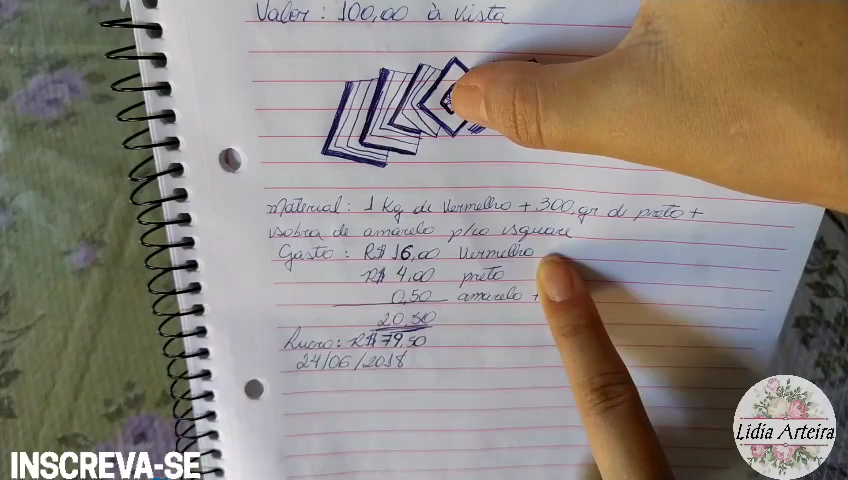 Valor: 100,00 à vista
Material: 1 Kg de Vermelho + 300 gr de preto +
sobra de amarelo p/o square
Gasto: R$ 16,00 Vermelho
R$ 4,00 preto
0,50 amarelo +
20,50
Lucro: R$ 79,50
24/06/2018
Lidia Arteira
INSCREVA-SE